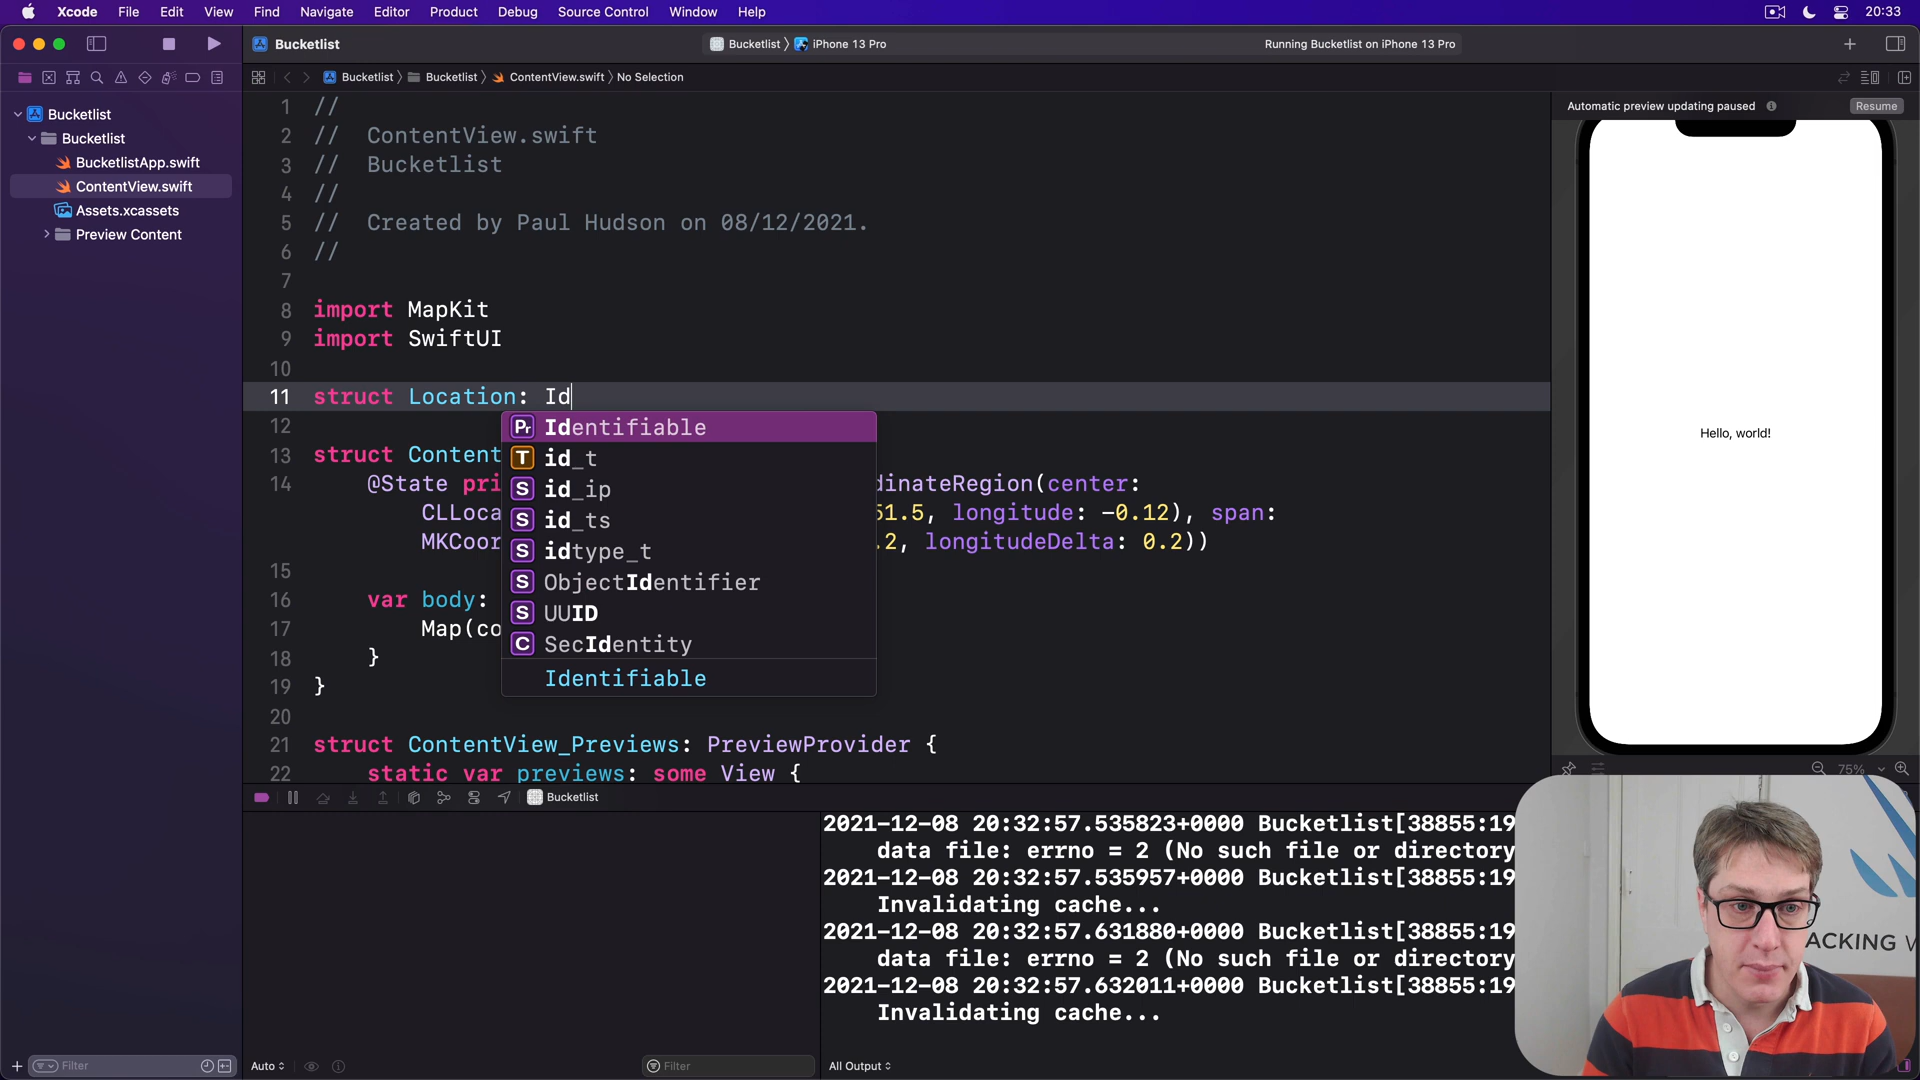 Xcode File Edit View Find Navigate Editor Product Debug Source Control Window Help 20:33
Bucketlist Bucketlist iPhone 13 Pro Running Bucketlist on iPhone 13 Pro
Bucketlist Bucketlist ContentView.swift No Selection
Bucketlist
Bucketlist
BucketlistApp.swift
ContentView.swift
Assets.xcassets
Preview Content
Filter
1 //
2 // ContentView.swift
3 // Bucketlist
4 //
5 // Created by Paul Hudson on 08/12/2021.
6 //
7
8 import MapKit
9 import SwiftUI
10
11 struct Location: Id
12
13 struct Content
14 @State pri dinateRegion(center:
CLLoca 51.5, longitude: -0.12), span:
MKCoor .2, longitudeDelta: 0.2))
15
16 var body:
17 Map(co
18 }
19 }
20
21 struct ContentView_Previews: PreviewProvider {
22 static var previews: some View {
Pr Identifiable
T id_t
S id_ip
S id_ts
S idtype_t
S ObjectIdentifier
S UUID
C SecIdentity
Identifiable
Automatic preview updating paused Resume
Hello, world!
75%
Bucketlist
2021-12-08 20:32:57.535823+0000 Bucketlist[38855:19
data file: errno = 2 (No such file or directory
2021-12-08 20:32:57.535957+0000 Bucketlist[38855:19
Invalidating cache...
2021-12-08 20:32:57.631880+0000 Bucketlist[38855:19
data file: errno = 2 (No such file or directory
2021-12-08 20:32:57.632011+0000 Bucketlist[38855:19
Invalidating cache...
Auto Filter All Output
ACKING W